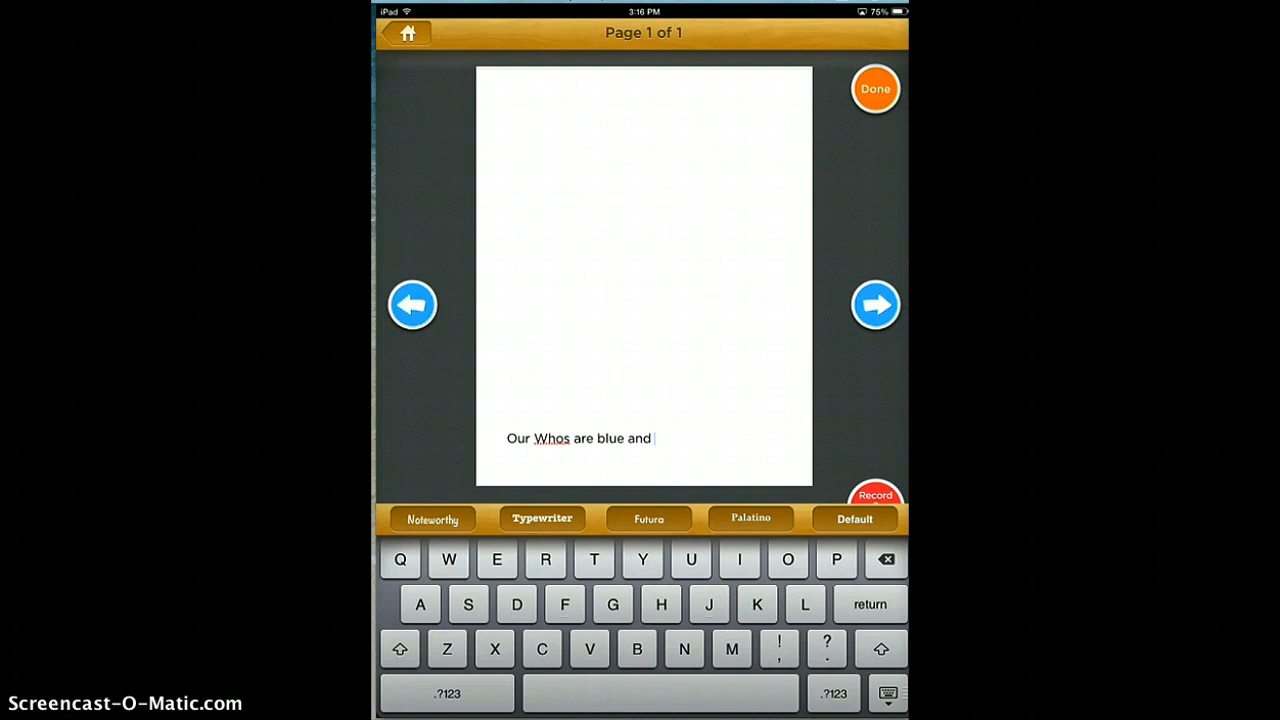 iPad 3:16 PM 75%
Page 1 of 1
Done
Our Whos are blue and
Record
Noteworthy Typewriter Futura Palatino Default
Q W E R T Y U I O P
A S D F G H J K L return
Z X C V B N M ! , ? .
.?123 .?123
Screencast-O-Matic.com